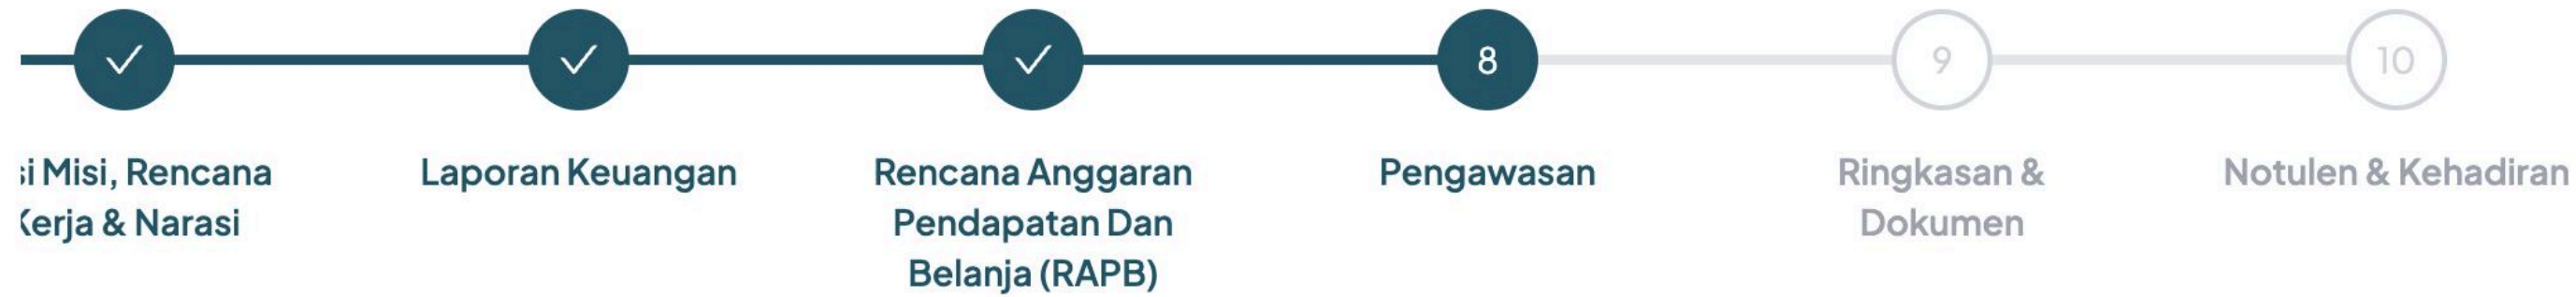 8
9
10
Misi, Rencana
Kerja & Narasi
Laporan Keuangan
Rencana Anggaran
Pendapatan Dan
Belanja (RAPB)
Pengawasan
Ringkasan &
Dokumen
Notulen & Kehadiran